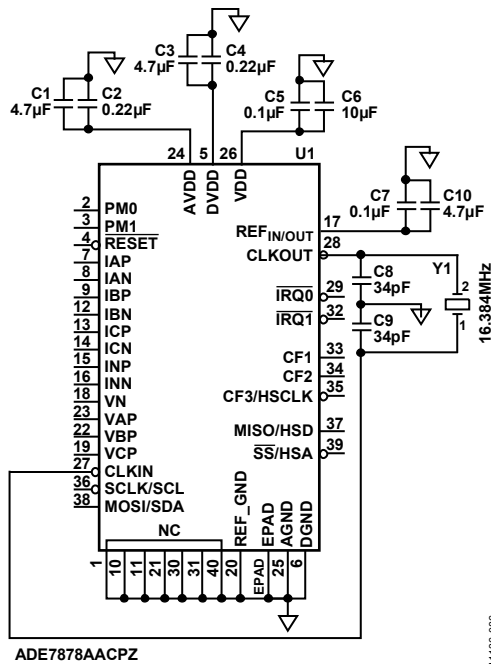 C3
4.7µF
C4
0.22µF
C1
4.7µF
C2
0.22µF
C5
0.1µF
C6
10µF
24
5
26
U1
AVDD
DVDD
VDD
C7
0.1µF
C10
4.7µF
2 PM0
3 PM1
4 RESET
7 IAP
8 IAN
9 IBP
12 IBN
13 ICP
14 ICN
15 INP
16 INN
18 VN
23 VAP
22 VBP
19 VCP
27 CLKIN
36 SCLK/SCL
38 MOSI/SDA
REFIN/OUT 17
CLKOUT 28
IRQ0 29
IRQ1 32
CF1 33
CF2 34
CF3/HSCLK 35
MISO/HSD 37
SS/HSA 39
C8
34pF
C9
34pF
Y1
2
1
16.384MHz
NC
REF_GND
EPAD
AGND
DGND
1
10
11
21
30
31
40
20
EPAD
25
6
ADE7878AACPZ